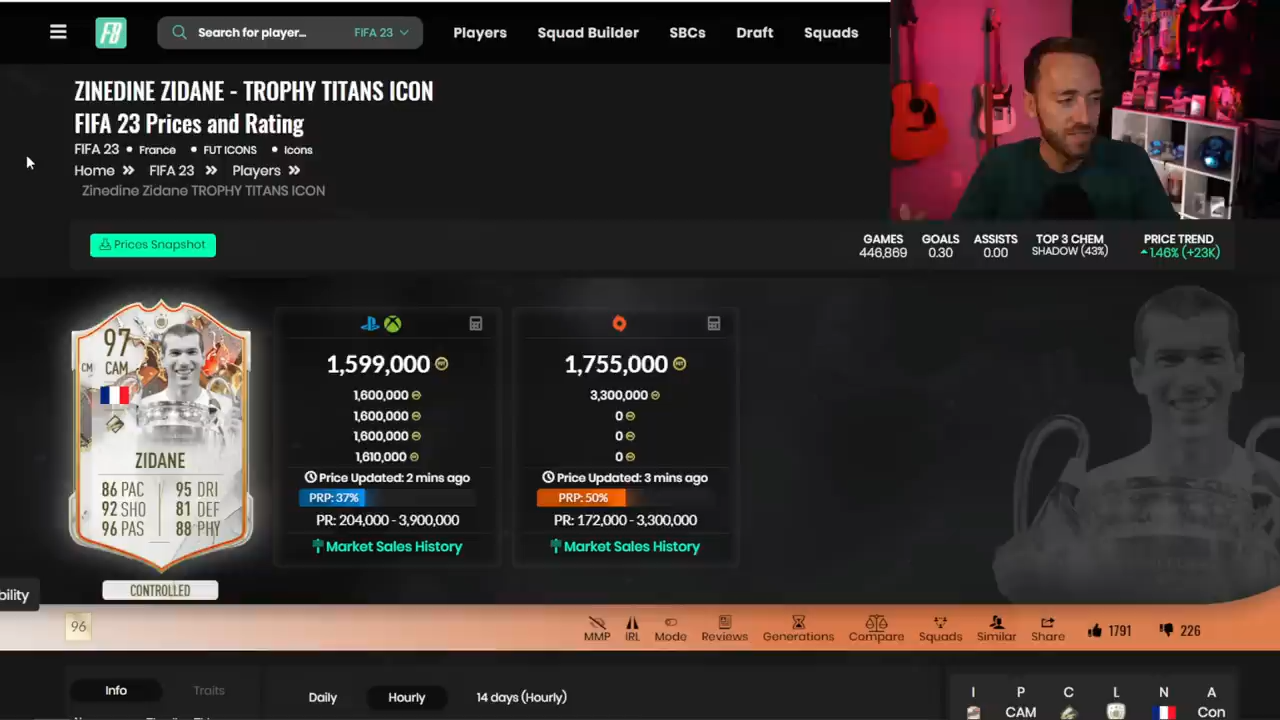 FB
Search for player...
FIFA 23
Players
Squad Builder
SBCs
Draft
Squads
ZINEDINE ZIDANE - TROPHY TITANS ICON
FIFA 23 Prices and Rating
FIFA 23 • France • FUT ICONS • Icons
Home >> FIFA 23 >> Players >>
Zinedine Zidane TROPHY TITANS ICON
Prices Snapshot
GAMES
446,869
GOALS
0.30
ASSISTS
0.00
TOP 3 CHEM
SHADOW (43%)
PRICE TREND
1.46% (+23K)
97
CAM
CM
ZIDANE
86 PAC
95 DRI
92 SHO
81 DEF
96 PAS
88 PHY
CONTROLLED
1,599,000
1,600,000
1,600,000
1,600,000
1,610,000
Price Updated: 2 mins ago
PRP: 37%
PR: 204,000 - 3,900,000
Market Sales History
1,755,000
3,300,000
0
0
0
Price Updated: 3 mins ago
PRP: 50%
PR: 172,000 - 3,300,000
Market Sales History
bility
96
MMP
IRL
Mode
Reviews
Generations
Compare
Squads
Similar
Share
1791
226
Info
Traits
Daily
Hourly
14 days (Hourly)
I P C L N A
CAM
Con